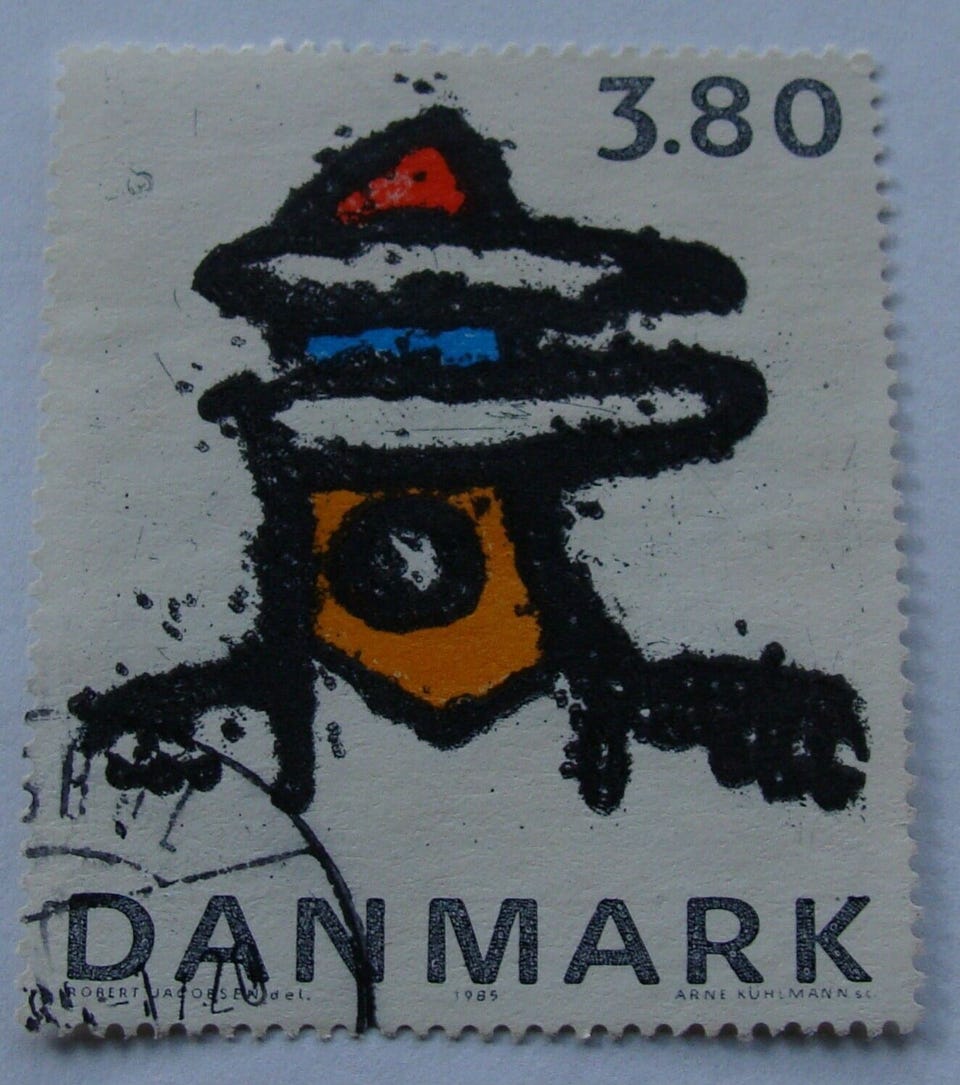 3.80
DANMARK
ROBERT JACOBSEN del. 1985 ARNE KÜHLMANN sc.